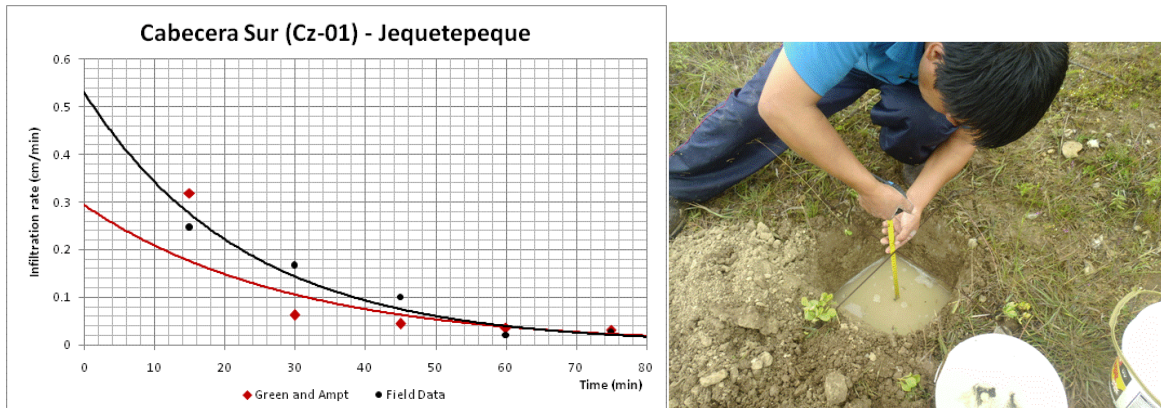 Cabecera Sur (Cz-01) - Jequetepeque
Infiltration rate (cm/min)
0.6
0.5
0.4
0.3
0.2
0.1
0
0 10 20 30 40 50 60 70 80
Time (min)
Green and Ampt Field Data